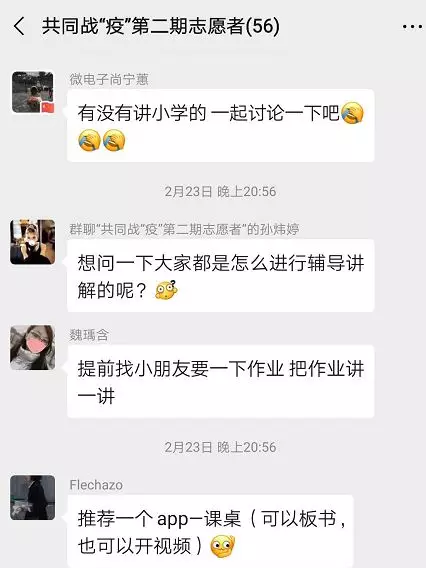 共同战“疫”第二期志愿者(56)
微电子尚宁蕙
有没有讲小学的 一起讨论一下吧
2月23日 晚上20:56
群聊“共同战“疫”第二期志愿者”的孙炜婷
想问一下大家都是怎么进行辅导讲
解的呢？
魏瑀含
提前找小朋友要一下作业 把作业讲
一讲
2月23日 晚上20:56
Flechazo
推荐一个 app—课桌（可以板书，
也可以开视频）